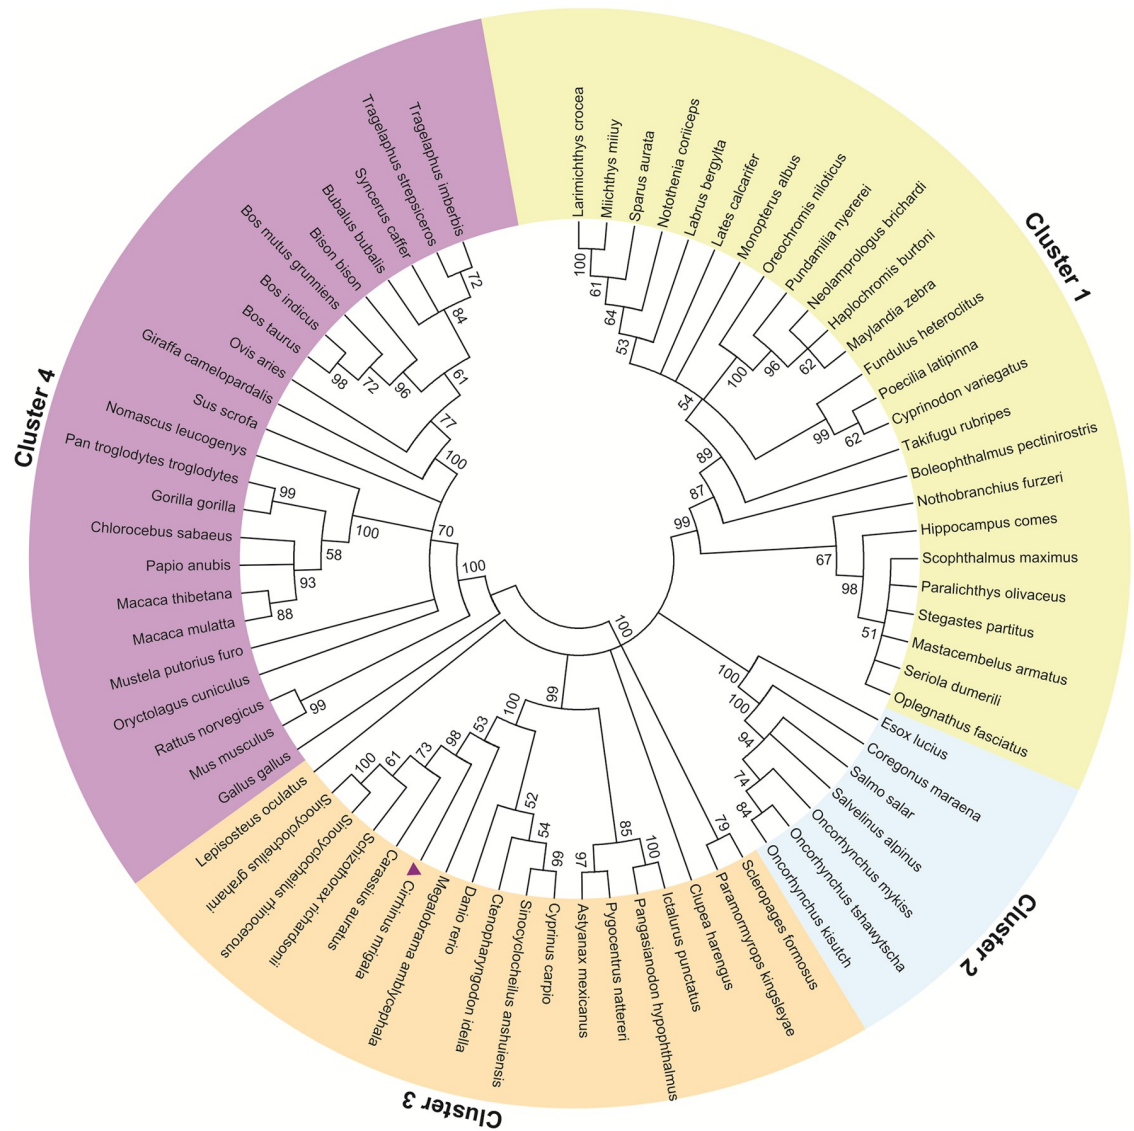 Cluster 1
Larimichthys crocea
Miichthys miiuy
Sparus aurata
Notothenia coriiceps
Labrus bergylta
Lates calcarifer
Monopterus albus
Oreochromis niloticus
Pundamilia nyererei
Neolamprologus brichardi
Haplochromis burtoni
Maylandia zebra
Fundulus heteroclitus
Poecilia latipinna
Cyprinodon variegatus
Takifugu rubripes
Boleophthalmus pectinirostris
Nothobranchius furzeri
Hippocampus comes
Scophthalmus maximus
Paralichthys olivaceus
Stegastes partitus
Mastacembelus armatus
Seriola dumerili
Oplegnathus fasciatus
Cluster 2
Esox lucius
Coregonus maraena
Salmo salar
Salvelinus alpinus
Oncorhynchus mykiss
Oncorhynchus tshawytscha
Oncorhynchus kisutch
Cluster 3
Scleropages formosus
Paramormyrops kingsleyae
Clupea harengus
Ictalurus punctatus
Pangasianodon hypophthalmus
Pygocentrus nattereri
Astyanax mexicanus
Cyprinus carpio
Sinocyclocheilus anshuiensis
Ctenopharyngodon idella
Danio rerio
Megalobrama amblycephala
Cirrhinus mrigala
Carassius auratus
Schizothorax richardsonii
Sinocyclocheilus rhinocerous
Sinocyclocheilus grahami
Lepisosteus oculatus
Cluster 4
Gallus gallus
Mus musculus
Rattus norvegicus
Oryctolagus cuniculus
Mustela putorius furo
Macaca mulatta
Macaca thibetana
Papio anubis
Chlorocebus sabaeus
Gorilla gorilla
Pan troglodytes troglodytes
Nomascus leucogenys
Sus scrofa
Giraffa camelopardalis
Ovis aries
Bos taurus
Bos indicus
Bos mutus grunniens
Bison bison
Bubalus bubalis
Syncerus caffer
Tragelaphus strepsiceros
Tragelaphus imberbis
100
61
64
53
54
100
96
62
99
62
89
87
99
67
98
51
100
100
94
74
84
79
100
99
100
85
97
52
54
99
100
53
98
73
61
100
99
100
70
88
93
58
99
100
100
77
61
96
72
98
84
72